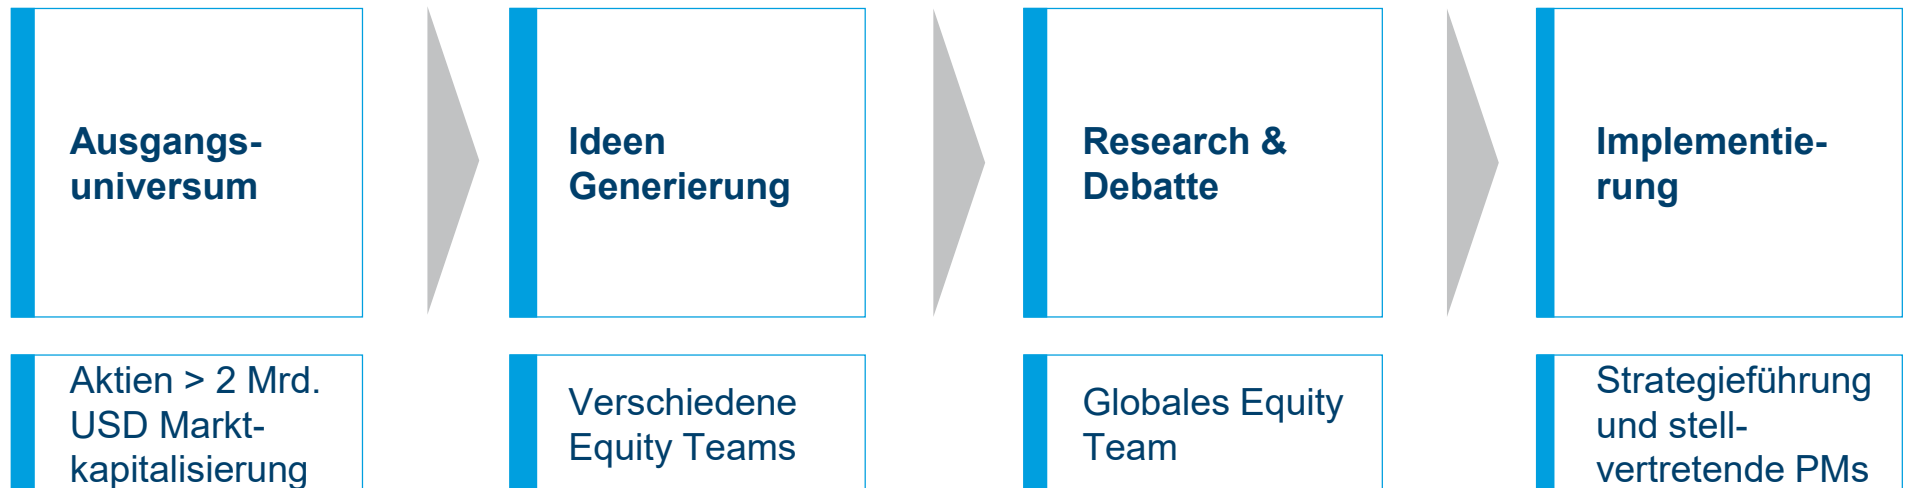 Ausgangs-
universum
Ideen
Generierung
Research &
Debatte
Implementie-
rung
Aktien > 2 Mrd.
USD Markt-
kapitalisierung
Verschiedene
Equity Teams
Globales Equity
Team
Strategieführung
und stell-
vertretende PMs